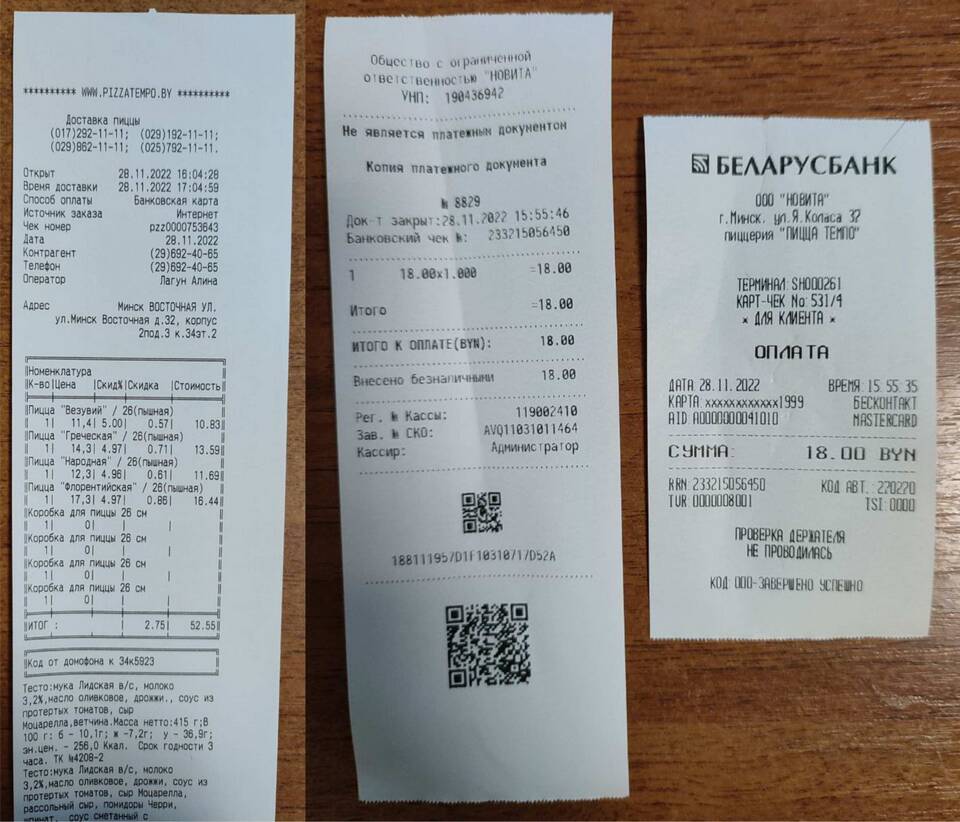 ********** WWW.PIZZATEMPO.BY **********
Доставка пиццы
(017)292-11-11; (029)192-11-11;
(029)862-11-11; (025)792-11-11.
Открыт 28.11.2022 16:04:28
Время доставки 28.11.2022 17:04:59
Способ оплаты Банковская карта
Источник заказа Интернет
Чек номер pzz0000753643
Дата 28.11.2022
Контрагент (29)692-40-65
Телефон (29)692-40-65
Оператор Лагун Алина
Адрес Минск ВОСТОЧНАЯ УЛ.
ул.Минск Восточная д.32, корпус
2под.3 к.34эт.2
Номенклатура
К-во|Цена |Скид%|Скидка |Стоимость
Пицца "Везувий" / 26(пышная)
1| 11,4| 5.00| 0.57| 10.83
Пицца "Греческая" / 26(пышная)
1| 14,3| 4.97| 0.71| 13.59
Пицца "Народная" / 26(пышная)
1| 12,3| 4.96| 0.61| 11.69
Пицца "Флорентийская" / 26(пышная)
1| 17,3| 4.97| 0.86| 16.44
Коробка для пиццы 26 см
1| 0| | |
Коробка для пиццы 26 см
1| 0| | |
Коробка для пиццы 26 см
1| 0| | |
Коробка для пиццы 26 см
1| 0| | |
ИТОГ : | | 2.75| 52.55
Код от домофона к 34к5923
Тесто:мука Лидская в/с, молоко
3,2%,масло оливковое, дрожжи., соус из
протертых томатов, сыр
Моцарелла,ветчина.Масса нетто:415 г;В
100 г: б - 10,1г; ж -7,2г; у - 36,9г;
эн.цен. - 256,0 Ккал. Срок годности 3
часа. ТК №4208-2
Тесто:мука Лидская в/с, молоко
3,2%,масло оливковое, дрожжи, соус из
протертых томатов, сыр Моцарелла,
рассольный сыр, помидоры Черри,
шпинат, соус сметанный с
Общество с ограниченной
ответственностью "НОВИТА"
УНП: 190436942
Не является платежным документом
Копия платежного документа
№ 8829
Док-т закрыт:28.11.2022 15:55:46
Банковский чек №: 233215056450
1 18.00x1.000 =18.00
Итого =18.00
ИТОГО К ОПЛАТЕ(BYN): 18.00
Внесено безналичными 18.00
Рег. № Кассы: 119002410
Зав. № СКО: AVQ11031011464
Кассир: Администратор
188111957D1F10310717D52A
БЕЛАРУСБАНК
ООО "НОВИТА"
г.Минск, ул.Я.Коласа 37
пиццерия "ПИЦЦА ТЕМПО"
ТЕРМИНАЛ:SH000261
КАРТ-ЧЕК No: 531/4
* ДЛЯ КЛИЕНТА *
ОПЛАТА
ДАТА:28.11.2022 ВРЕМЯ:15:55:35
КАРТА:xxxxxxxxxxxx1999 БЕСКОНТАКТ
AID:A0000000041010 MASTERCARD
СУММА: 18.00 BYN
RRN:233215056450 КОД АВТ.:270270
TUR:0000008001 TSI:0000
ПРОВЕРКА ДЕРЖАТЕЛЯ
НЕ ПРОВОДИЛАСЬ
КОД 000-ЗАВЕРШЕНО УСПЕШНО